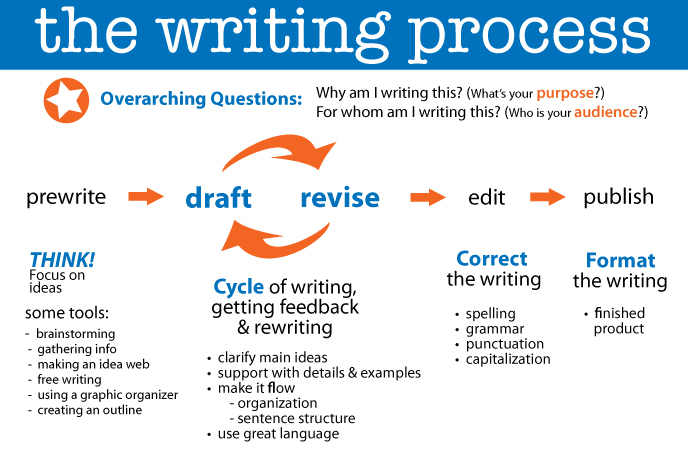 the writing process
Overarching Questions:
Why am I writing this? (What's your purpose?)
For whom am I writing this? (Who is your audience?)
prewrite
draft
revise
edit
publish
THINK!
Focus on
ideas
some tools:
- brainstorming
- gathering info
- making an idea web
- free writing
- using a graphic organizer
- creating an outline
Cycle of writing,
getting feedback
& rewriting
• clarify main ideas
• support with details & examples
• make it flow
- organization
- sentence structure
• use great language
Correct
the writing
• spelling
• grammar
• punctuation
• capitalization
Format
the writing
• finished
product